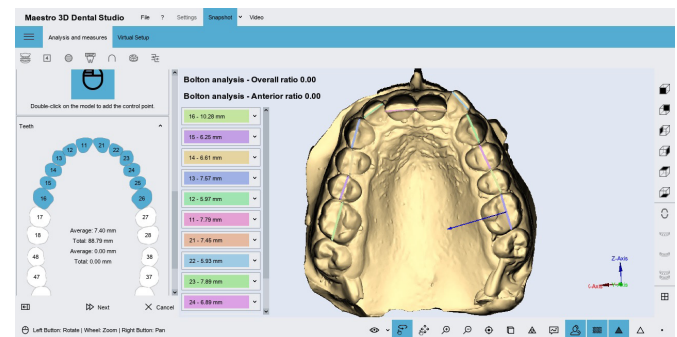 Maestro 3D Dental Studio File ? Settings Snapshot Video
Analysis and measures Virtual Setup
Double-click on the model to add the control point.
Teeth
11 21
12 22
13 23
14 24
15 25
16 26
17 27
18 28
48 38
47 37
Average: 7.40 mm
Total: 88.79 mm
Average: 0.00 mm
Total: 0.00 mm
Next Cancel
Bolton analysis - Overall ratio 0.00
Bolton analysis - Anterior ratio 0.00
16 - 10.28 mm
15 - 6.25 mm
14 - 6.61 mm
13 - 7.57 mm
12 - 5.97 mm
11 - 7.79 mm
21 - 7.45 mm
22 - 5.93 mm
23 - 7.89 mm
24 - 6.89 mm
Z-Axis
Left Button: Rotate | Wheel: Zoom | Right Button: Pan